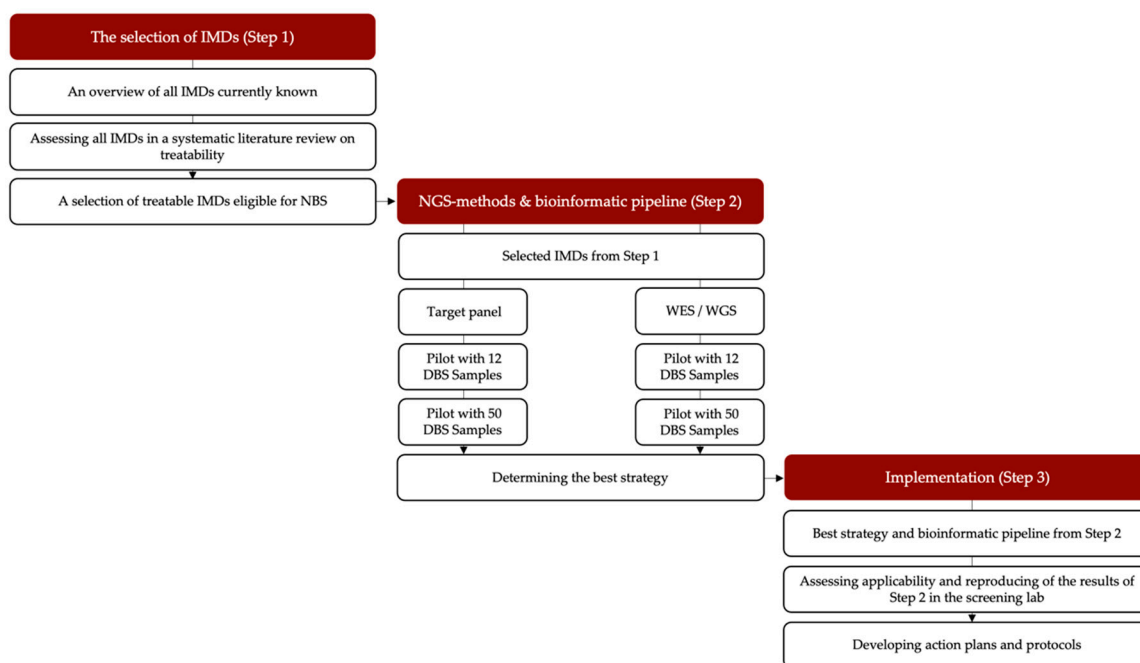 The selection of IMDs (Step 1)
An overview of all IMDs currently known
Assessing all IMDs in a systematic literature review on
treatability
A selection of treatable IMDs eligible for NBS
NGS-methods & bioinformatic pipeline (Step 2)
Selected IMDs from Step 1
Target panel
WES / WGS
Pilot with 12
DBS Samples
Pilot with 12
DBS Samples
Pilot with 50
DBS Samples
Pilot with 50
DBS Samples
Determining the best strategy
Implementation (Step 3)
Best strategy and bioinformatic pipeline from Step 2
Assessing applicability and reproducing of the results of
Step 2 in the screening lab
Developing action plans and protocols